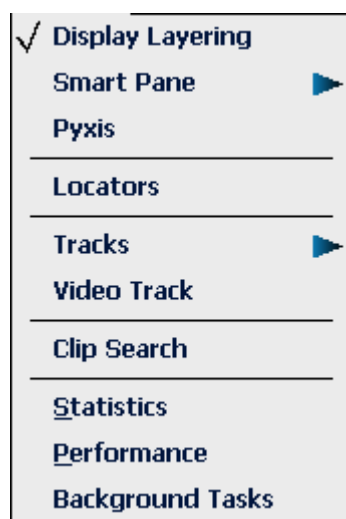 Display Layering
Smart Pane
Pyxis
Locators
Tracks
Video Track
Clip Search
Statistics
Performance
Background Tasks